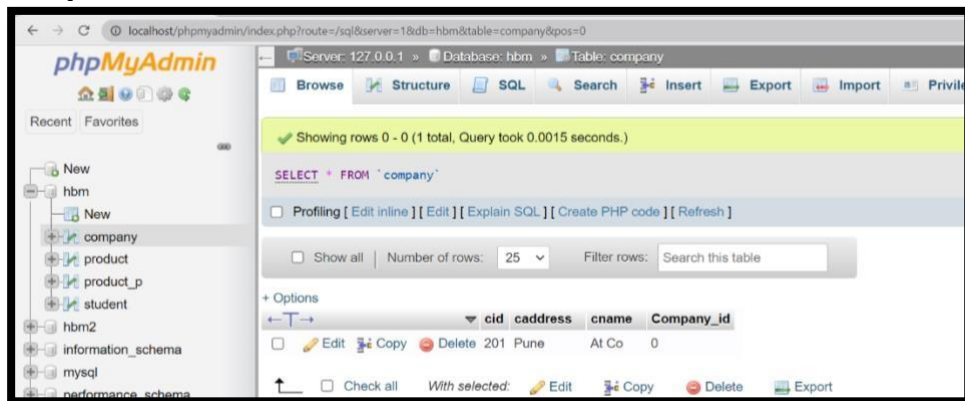 localhost/phpmyadmin/index.php?route=/sql&server=1&db=hbm&table=company&pos=0
phpMyAdmin
Recent Favorites
New
hbm
New
company
product
product_p
student
hbm2
information_schema
mysql
performance_schema
Server: 127.0.0.1 » Database: hbm » Table: company
Browse Structure SQL Search Insert Export Import Privile
Showing rows 0 - 0 (1 total, Query took 0.0015 seconds.)
SELECT * FROM `company`
Profiling [ Edit inline ] [ Edit ] [ Explain SQL ] [ Create PHP code ] [ Refresh ]
Show all | Number of rows: 25 Filter rows: Search this table
+ Options
cid caddress cname Company_id
Edit Copy Delete 201 Pune At Co 0
Check all With selected: Edit Copy Delete Export